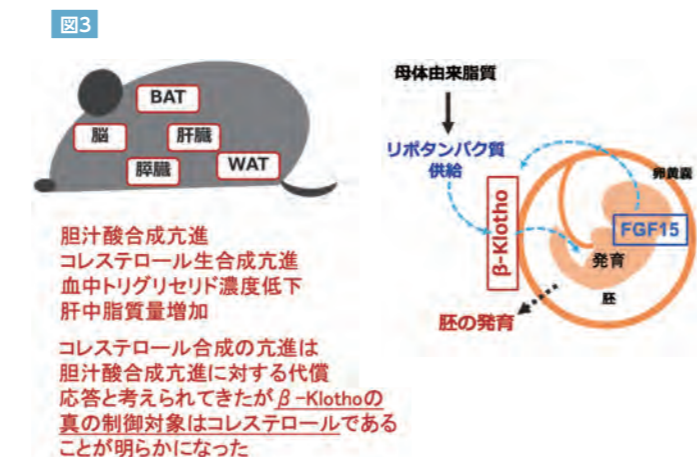 図3
BAT
脳
肝臓
膵臓
WAT
胆汁酸合成亢進
コレステロール生合成亢進
血中トリグリセリド濃度低下
肝中脂質量増加
コレステロール合成の亢進は
胆汁酸合成亢進に対する代償
応答と考えられてきたがβ-Klothoの
真の制御対象はコレステロールである
ことが明らかになった
母体由来脂質
リポタンパク質
供給
β-Klotho
卵黄嚢
FGF15
発育
胚
胚の発育